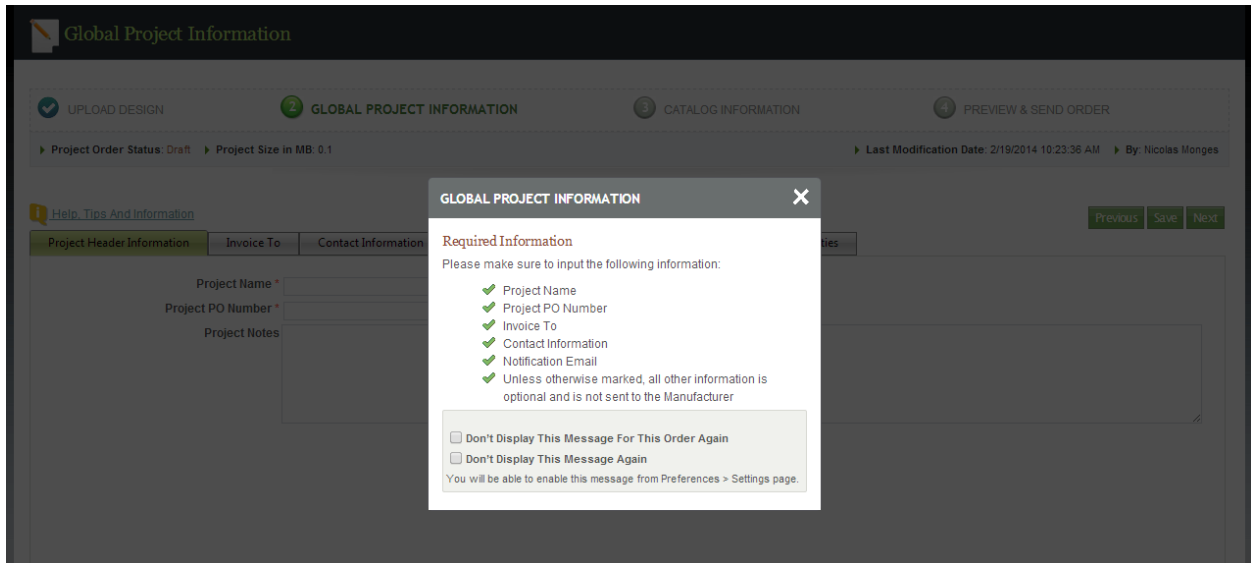 Global Project Information
UPLOAD DESIGN
2 GLOBAL PROJECT INFORMATION
3 CATALOG INFORMATION
4 PREVIEW & SEND ORDER
Project Order Status: Draft Project Size in MB: 0.1
Last Modification Date: 2/19/2014 10:23:36 AM By: Nicolas Monges
Help, Tips And Information
Previous Save Next
Project Header Information Invoice To Contact Information ties
Project Name *
Project PO Number *
Project Notes
GLOBAL PROJECT INFORMATION
Required Information
Please make sure to input the following information:
Project Name
Project PO Number
Invoice To
Contact Information
Notification Email
Unless otherwise marked, all other information is
optional and is not sent to the Manufacturer
Don't Display This Message For This Order Again
Don't Display This Message Again
You will be able to enable this message from Preferences > Settings page.